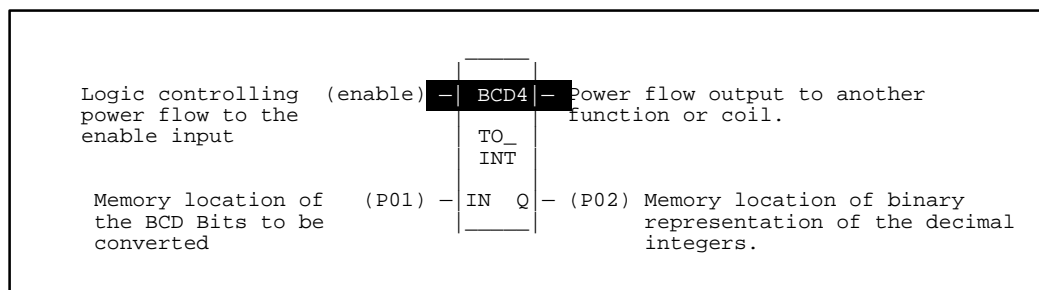 Logic controlling (enable) –| BCD4|– Power flow output to another
power flow to the function or coil.
enable input TO_
INT
Memory location of (P01) –|IN Q|– (P02) Memory location of binary
the BCD Bits to be representation of the decimal
converted integers.